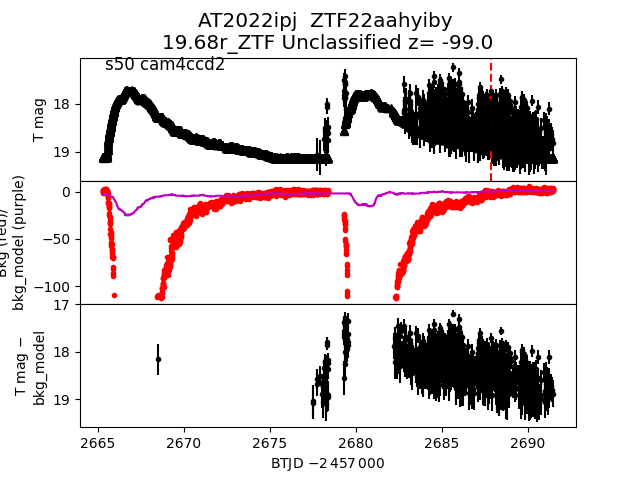 AT2022ipj  ZTF22aahyiby
19.68r_ZTF Unclassified z= -99.0
s50 cam4ccd2
T mag
18
19
Bkg (red)/
bkg_model (purple)
0
−50
−100
T mag −
bkg_model
17
18
19
2665 2670 2675 2680 2685 2690
BTJD −2 457 000